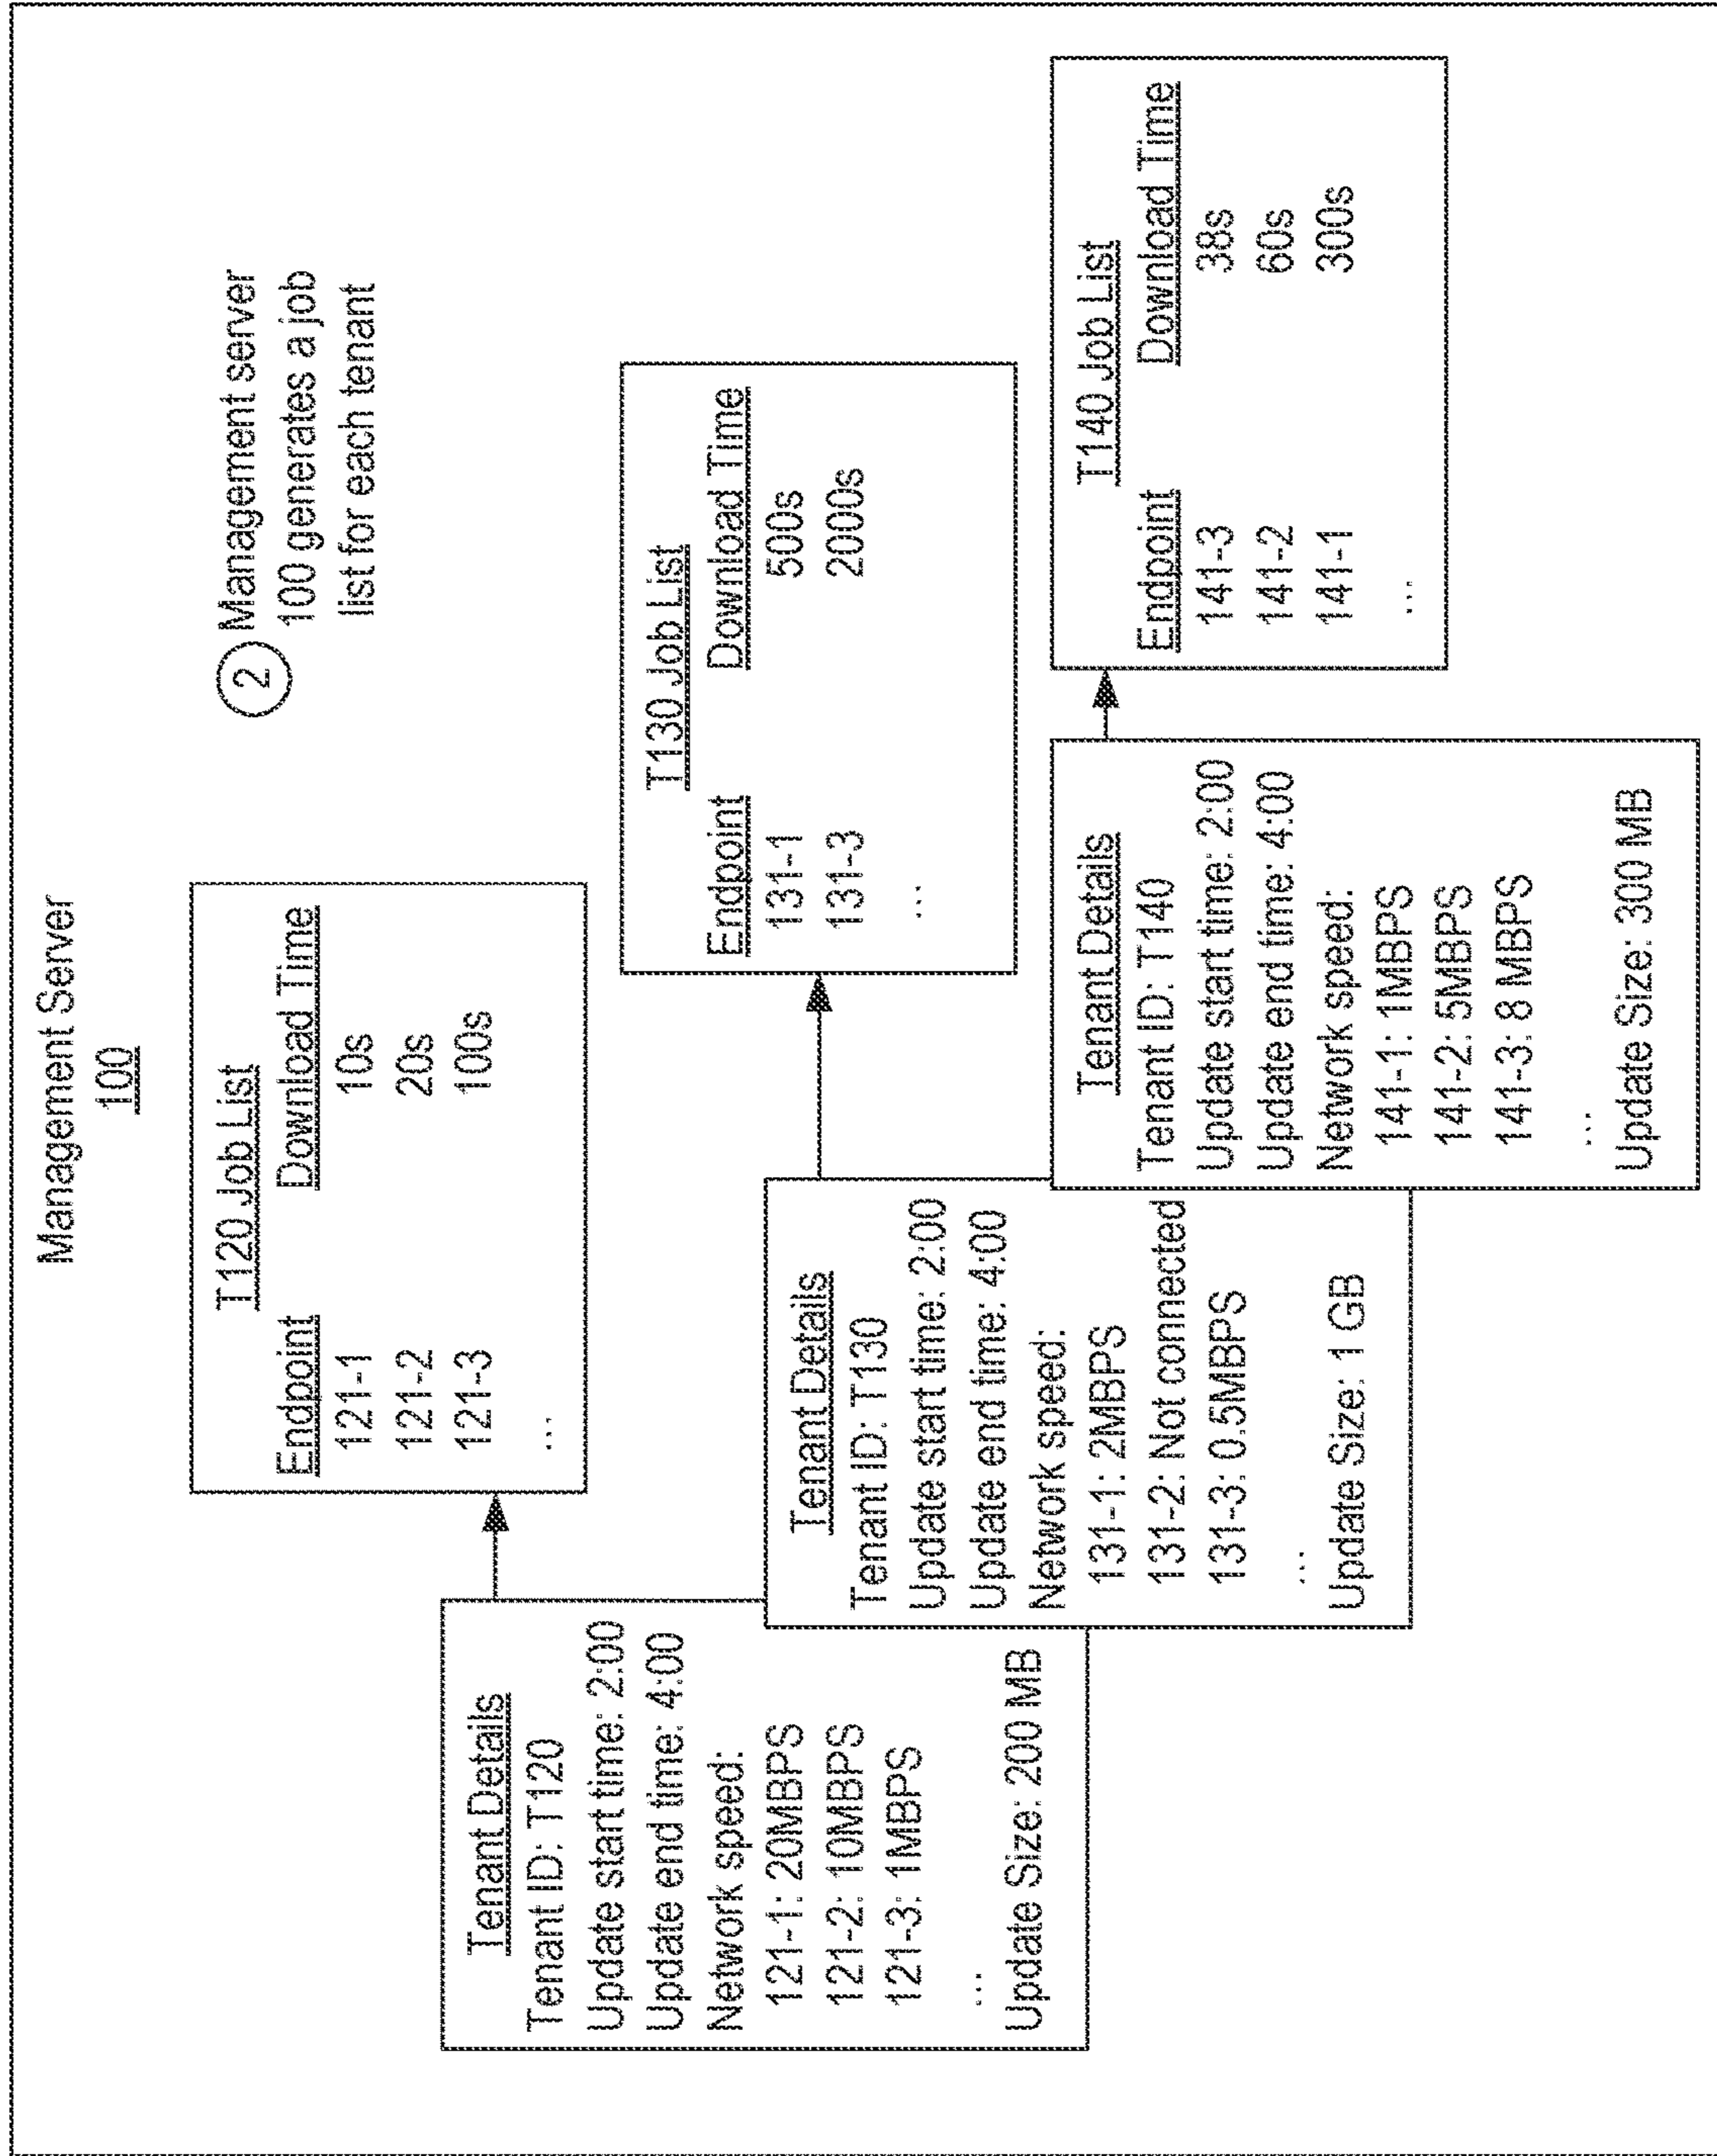 Management Server
100
T120 Job List
Endpoint Download Time
121-1 10s
121-2 20s
121-3 100s
...
2 Management server
100 generates a job
list for each tenant
Tenant Details
Tenant ID: T120
Update start time: 2:00
Update end time: 4:00
Network speed:
121-1: 20MBPS
121-2: 10MBPS
121-3: 1MBPS
...
Update Size: 200 MB
T130 Job List
Endpoint Download Time
131-1 500s
131-3 2000s
...
Tenant Details
Tenant ID: T130
Update start time: 2:00
Update end time: 4:00
Network speed:
131-1: 2MBPS
131-2: Not connected
131-3: 0.5MBPS
...
Update Size: 1 GB
T140 Job List
Endpoint Download Time
141-3 38s
141-2 60s
141-1 300s
...
Tenant Details
Tenant ID: T140
Update start time: 2:00
Update end time: 4:00
Network speed:
141-1: 1MBPS
141-2: 5MBPS
141-3: 8 MBPS
...
Update Size: 300 MB